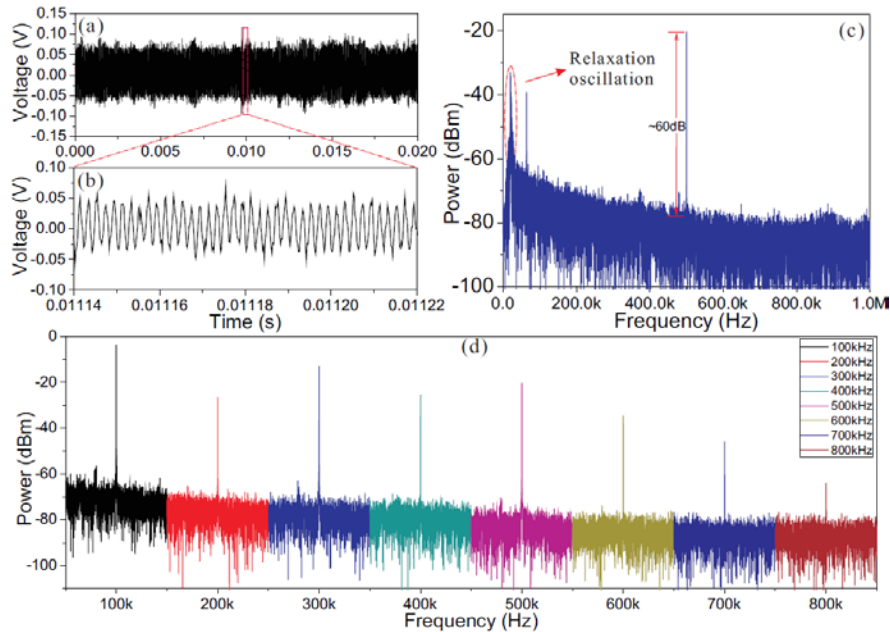 (a)
Voltage (V)
0.15
0.10
0.05
0.00
0.05
0.10
0.15
0.000 0.005 0.010 0.015 0.020
(b)
Voltage (V)
0.10
0.05
0.00
-0.05
-0.10
0.01114 0.01116 0.01118 0.01120 0.01122
Time (s)
(c)
Power (dBm)
-20
-40
-60
-80
-100
Relaxation
oscillation
~60dB
0.0 200.0k 400.0k 600.0k 800.0k 1.0M
Frequency (Hz)
(d)
Power (dBm)
0
-20
-40
-60
-80
-100
100kHz
200kHz
300kHz
400kHz
500kHz
600kHz
700kHz
800kHz
100k 200k 300k 400k 500k 600k 700k 800k
Frequency (Hz)